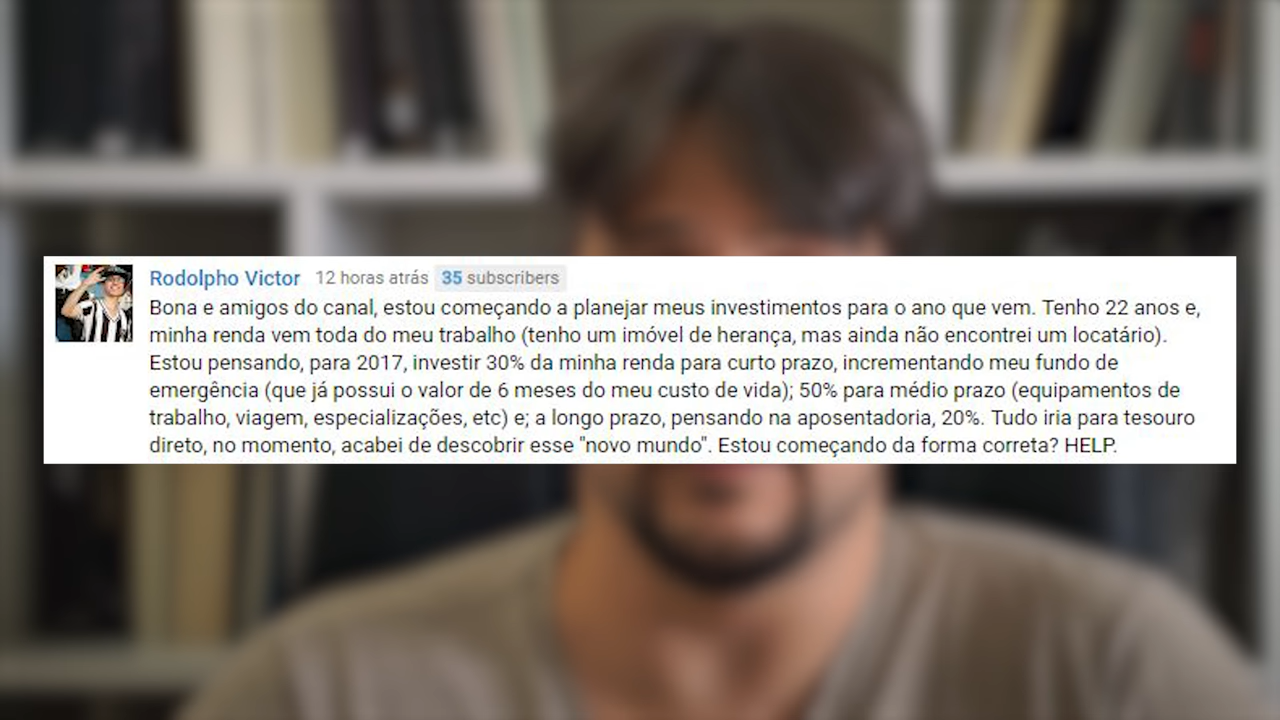 Rodolpho Victor 12 horas atrás 35 subscribers
Bona e amigos do canal, estou começando a planejar meus investimentos para o ano que vem. Tenho 22 anos e,
minha renda vem toda do meu trabalho (tenho um imóvel de herança, mas ainda não encontrei um locatário).
Estou pensando, para 2017, investir 30% da minha renda para curto prazo, incrementando meu fundo de
emergência (que já possui o valor de 6 meses do meu custo de vida); 50% para médio prazo (equipamentos de
trabalho, viagem, especializações, etc) e; a longo prazo, pensando na aposentadoria, 20%. Tudo iria para tesouro
direto, no momento, acabei de descobrir esse "novo mundo". Estou começando da forma correta? HELP.